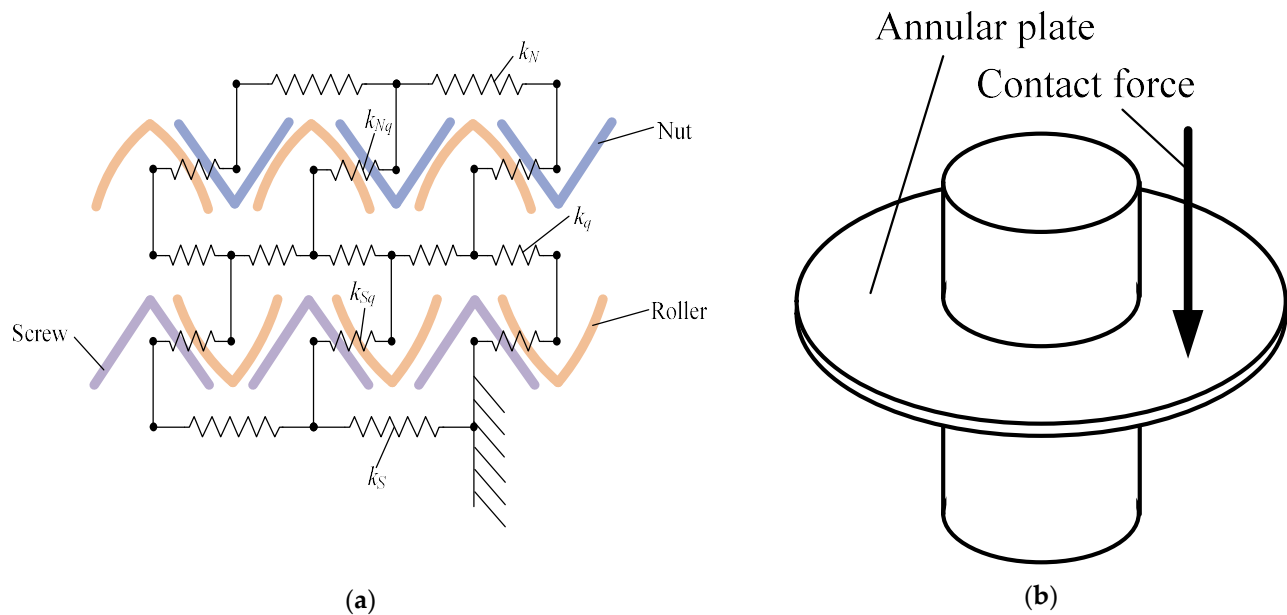 k_N
k_Nq
Nut
k_q
k_Sq
Screw
Roller
k_S
(a)
Annular plate
Contact force
(b)